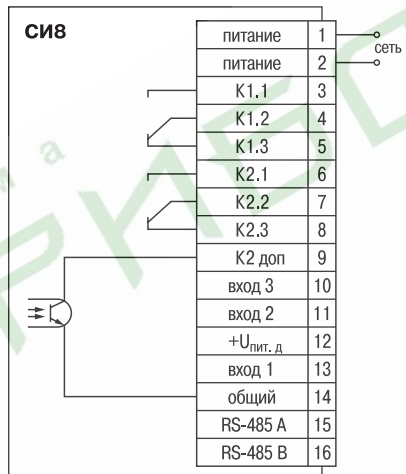 СИ8
питание 1
сеть
питание 2
К1.1 3
К1.2 4
К1.3 5
К2.1 6
К2.2 7
К2.3 8
К2 доп 9
вход 3 10
вход 2 11
+Uпит. д 12
вход 1 13
общий 14
RS-485 A 15
RS-485 B 16